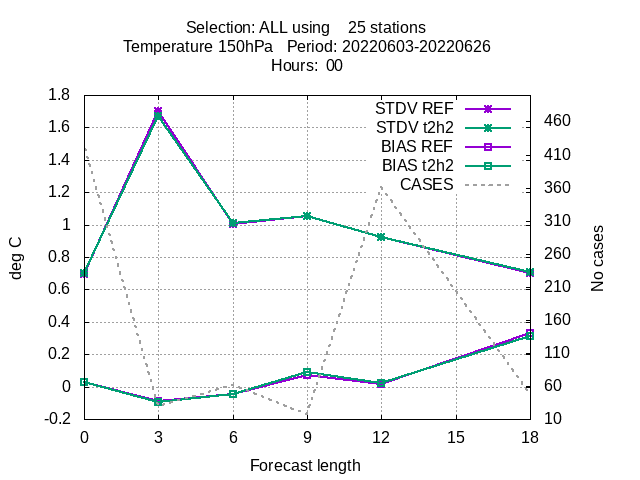 Selection: ALL using 25 stations
Temperature 150hPa Period: 20220603-20220626
Hours: 00
1.8
1.6
1.4
1.2
1
0.8
0.6
0.4
0.2
0
-0.2
deg C
STDV REF
STDV t2h2
BIAS REF
BIAS t2h2
CASES
460
410
360
310
260
210
160
110
60
10
No cases
0 3 6 9 12 15 18
Forecast length